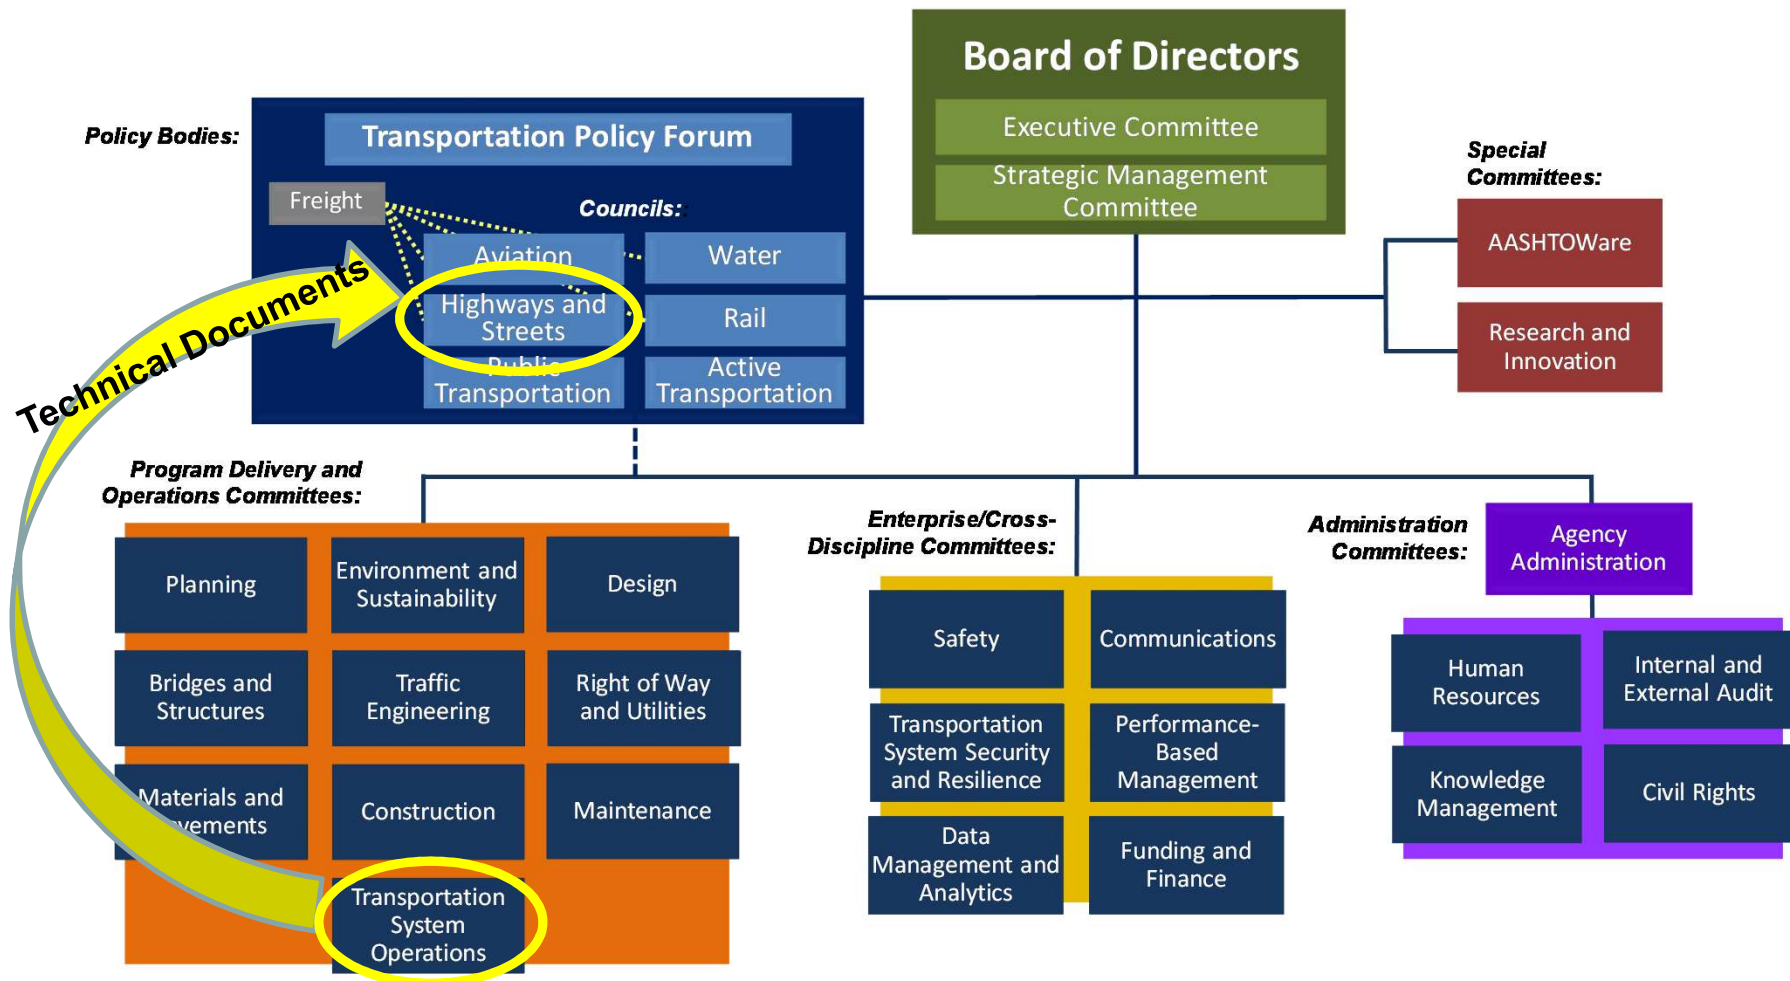 Board of Directors
Executive Committee
Strategic Management
Committee
Policy Bodies:
Transportation Policy Forum
Freight
Councils:
Aviation
Water
Highways and
Streets
Rail
Public
Transportation
Active
Transportation
Special
Committees:
AASHTOWare
Research and
Innovation
Technical Documents
Program Delivery and
Operations Committees:
Planning
Environment and
Sustainability
Design
Bridges and
Structures
Traffic
Engineering
Right of Way
and Utilities
Materials and
Pavements
Construction
Maintenance
Transportation
System
Operations
Enterprise/Cross-
Discipline Committees:
Safety
Communications
Transportation
System Security
and Resilience
Performance-
Based
Management
Data
Management and
Analytics
Funding and
Finance
Administration
Committees:
Agency
Administration
Human
Resources
Internal and
External Audit
Knowledge
Management
Civil Rights